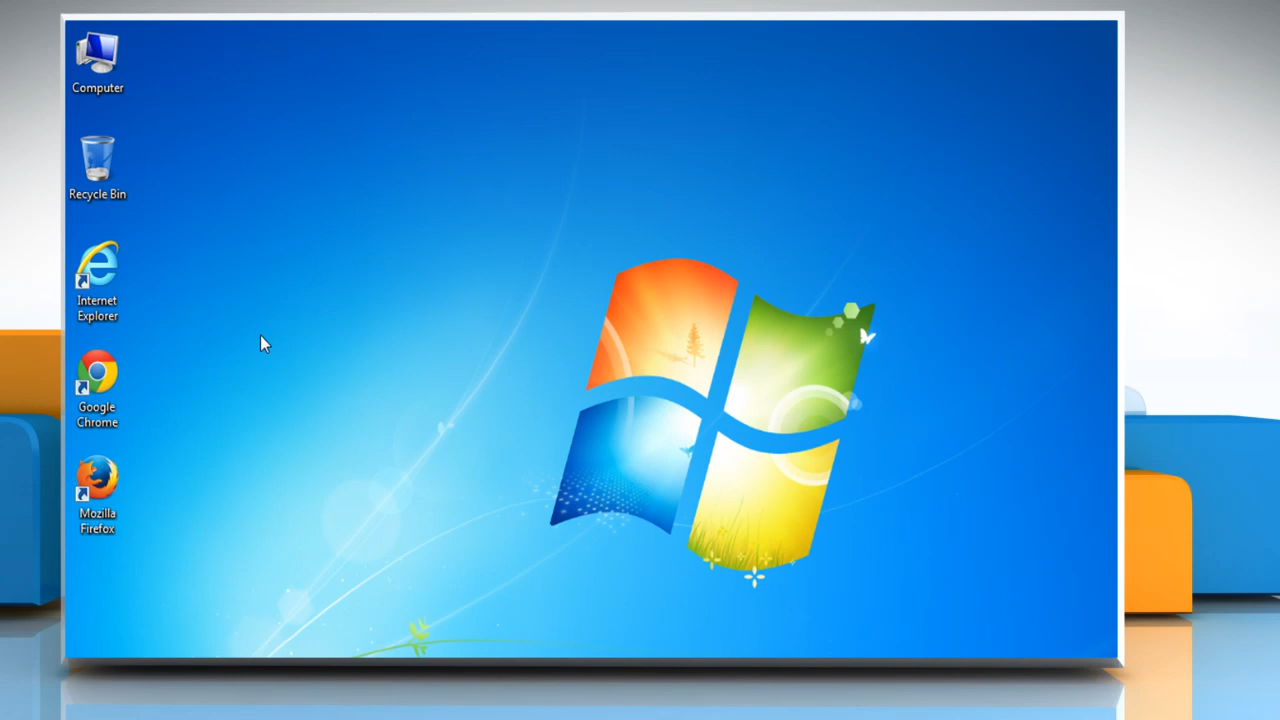 Computer
Recycle Bin
Internet
Explorer
Google
Chrome
Mozilla
Firefox